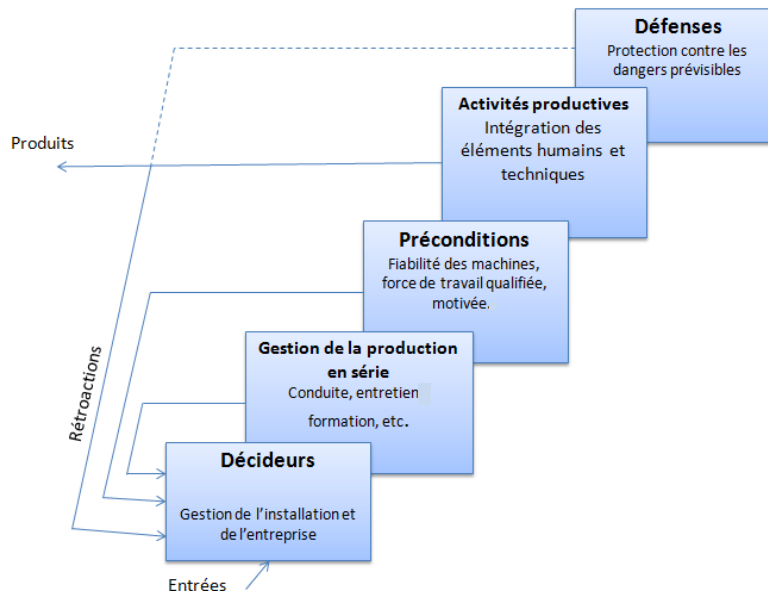 Défenses
Protection contre les
dangers prévisibles
Activités productives
Intégration des
éléments humains et
techniques
Produits
Préconditions
Fiabilité des machines,
force de travail qualifiée,
motivée.
Rétroactions
Gestion de la production
en série
Conduite, entretien
formation, etc.
Décideurs
Gestion de l'installation et
de l'entreprise
Entrées